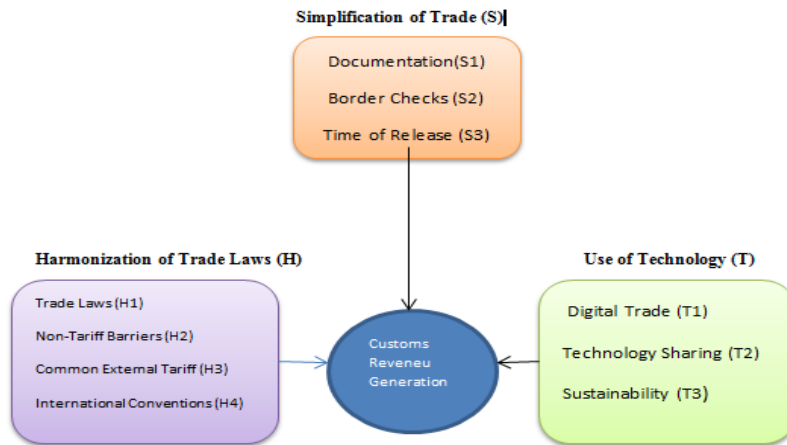 Simplification of Trade (S)
Documentation(S1)
Border Checks (S2)
Time of Release (S3)
Harmonization of Trade Laws (H)
Trade Laws (H1)
Non-Tariff Barriers (H2)
Common External Tariff (H3)
International Conventions (H4)
Customs
Reveneu
Generation
Use of Technology (T)
Digital Trade (T1)
Technology Sharing (T2)
Sustainability (T3)